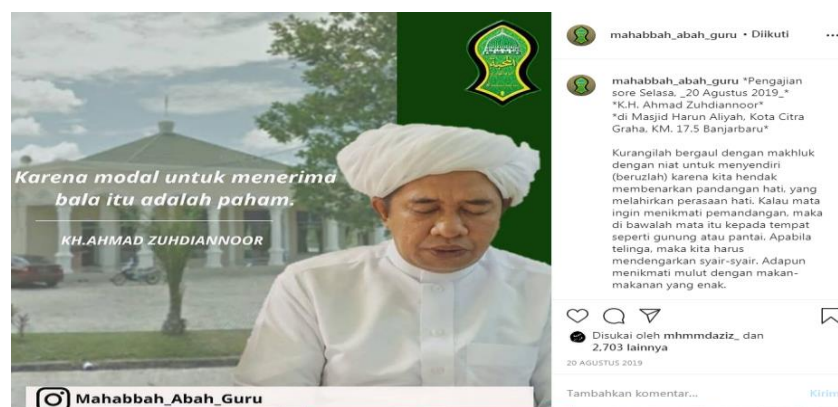 Karena modal untuk menerima
bala itu adalah paham.
KH.AHMAD ZUHDIANNOOR
Mahabbah_Abah_Guru
mahabbah_abah_guru • Diikuti
mahabbah_abah_guru *Pengajian
sore Selasa, _20 Agustus 2019_*
*K.H. Ahmad Zuhdiannoor*
*di Masjid Harun Aliyah, Kota Citra
Graha, KM. 17.5 Banjarbaru*
Kurangilah bergaul dengan makhluk
dengan niat untuk menyendiri
(beruzlah) karena kita hendak
membenarkan pandangan hati, yang
melahirkan perasaan hati. Kalau mata
ingin menikmati pemandangan, maka
di bawalah mata itu kepada tempat
seperti gunung atau pantai. Apabila
telinga, maka kita harus
mendengarkan syair-syair. Adapun
menikmati mulut dengan makan-
makanan yang enak.
Disukai oleh mhmmdaziz_ dan
2,703 lainnya
20 AGUSTUS 2019
Tambahkan komentar...
Kirim